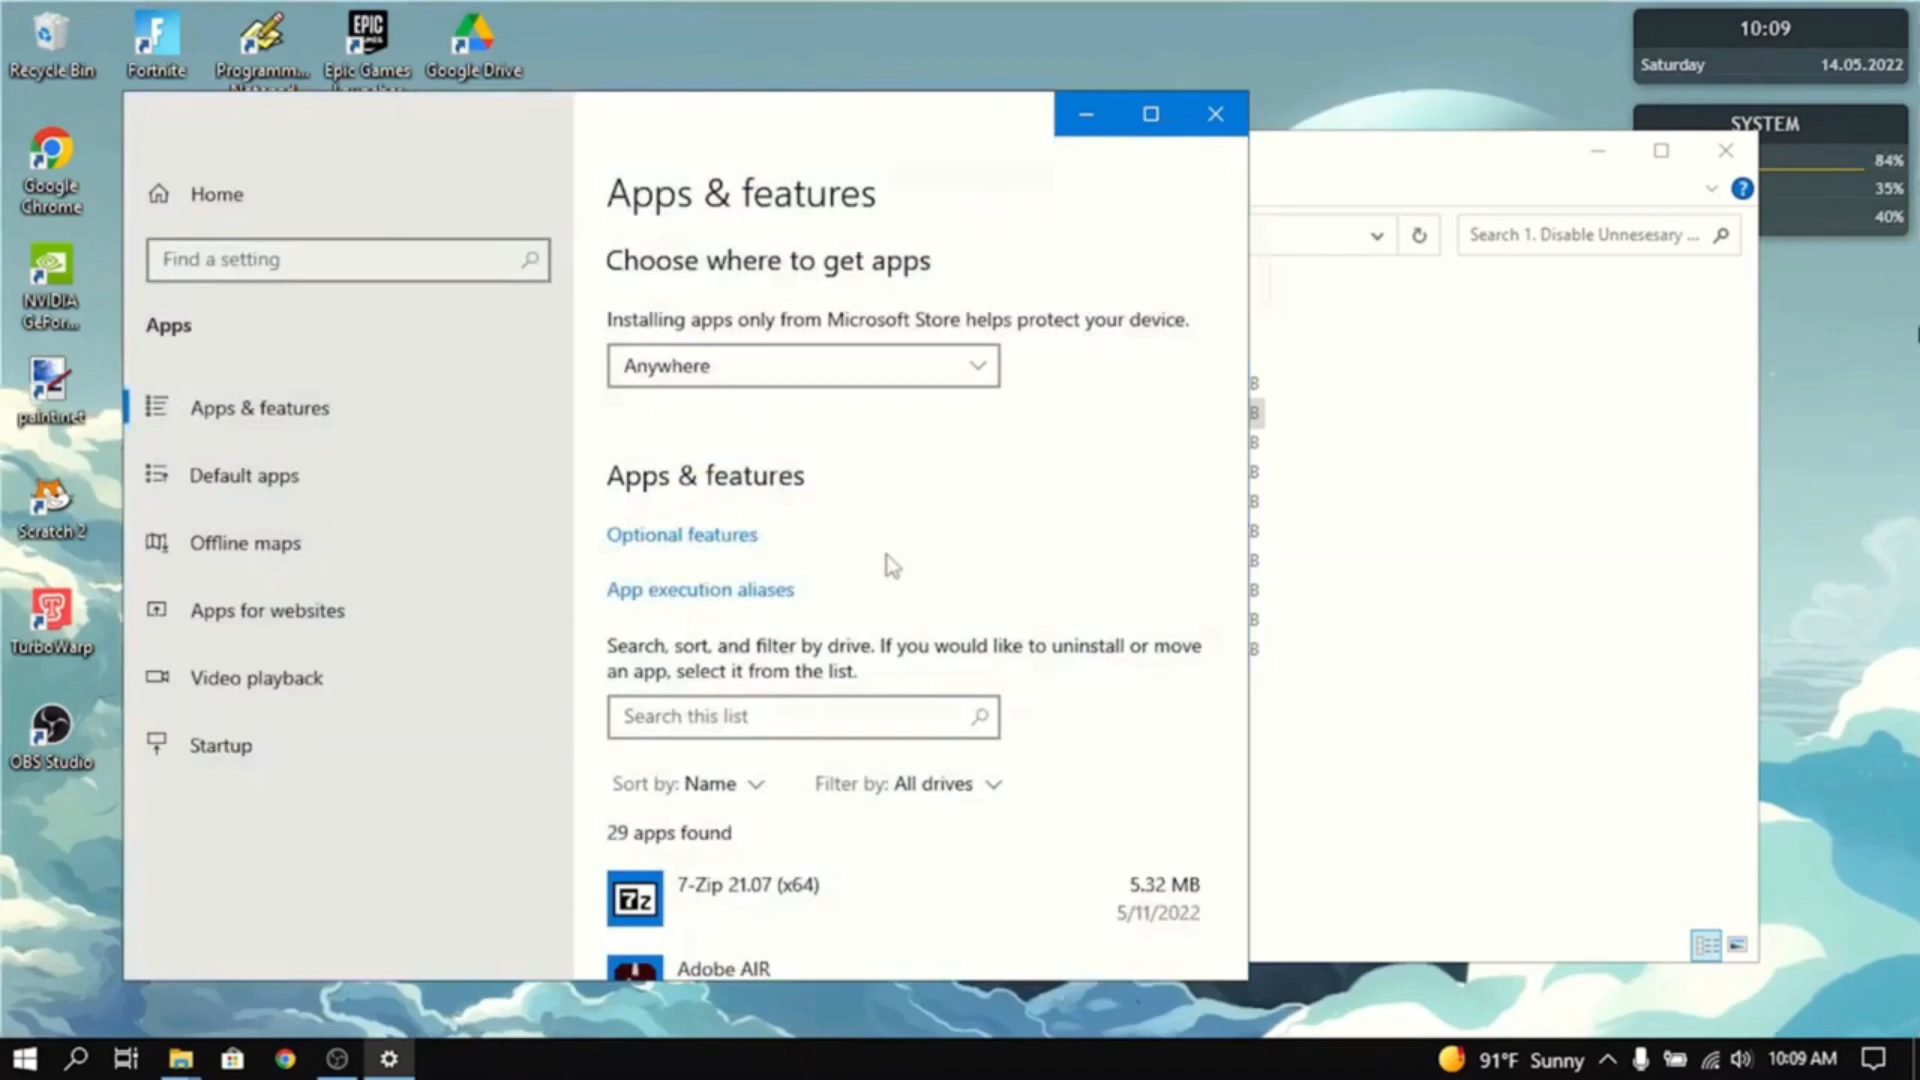 Recycle Bin
Fortnite
Programm...
Epic Games
Google Drive
EPIC
GAMES
10:09
Saturday 14.05.2022
SYSTEM
84%
35%
40%
Google
Chrome
NVIDIA
GeFor...
paint.net
Scratch 2
TurboWarp
OBS Studio
Home
Find a setting
Apps
Apps & features
Default apps
Offline maps
Apps for websites
Video playback
Startup
Apps & features
Choose where to get apps
Installing apps only from Microsoft Store helps protect your device.
Anywhere
Apps & features
Optional features
App execution aliases
Search, sort, and filter by drive. If you would like to uninstall or move
an app, select it from the list.
Search this list
Sort by: Name Filter by: All drives
29 apps found
7z
7-Zip 21.07 (x64) 5.32 MB
5/11/2022
Adobe AIR
Search 1. Disable Unnesesary ...
B
B
B
B
B
B
B
B
B
B
91°F Sunny 10:09 AM